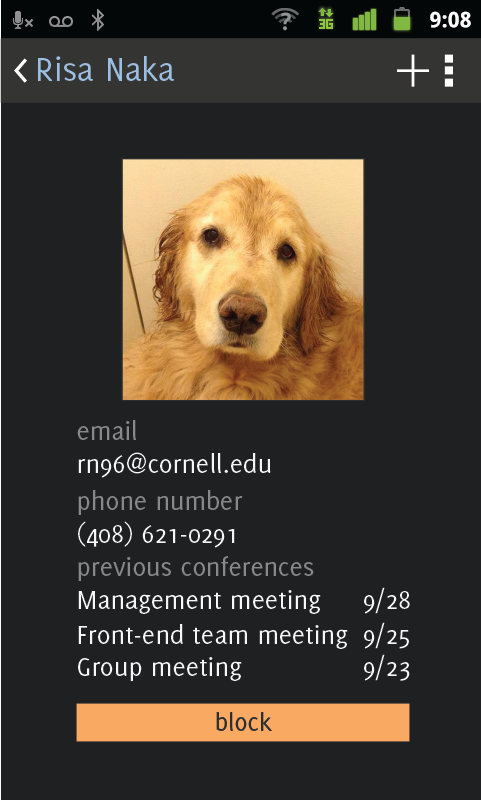 3G
9:08
Risa Naka
email
rn96@cornell.edu
phone number
(408) 621-0291
previous conferences
Management meeting 9/28
Front-end team meeting 9/25
Group meeting 9/23
block